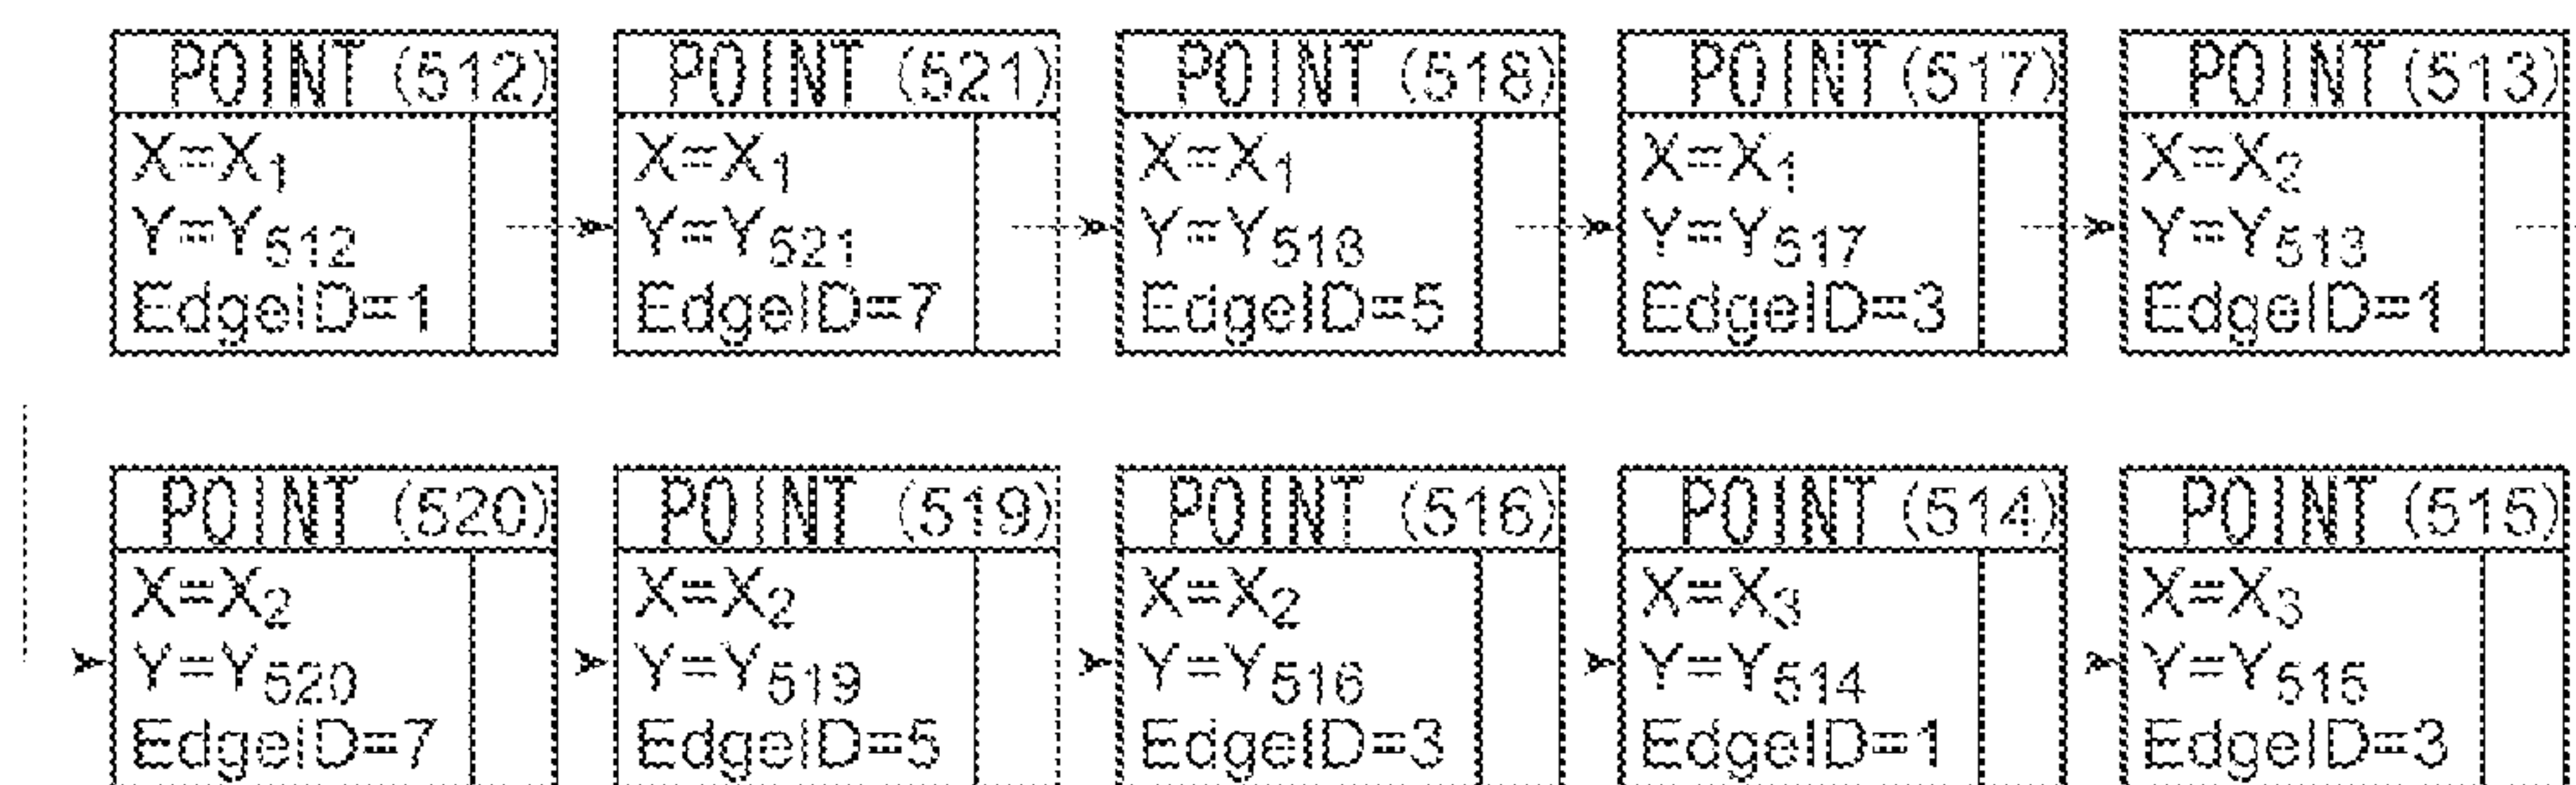 POINT (512)
X=X₁
Y=Y₅₁₂
EdgeID=1
POINT (521)
X=X₁
Y=Y₅₂₁
EdgeID=7
POINT (518)
X=X₁
Y=Y₅₁₈
EdgeID=5
POINT (517)
X=X₁
Y=Y₅₁₇
EdgeID=3
POINT (513)
X=X₂
Y=Y₅₁₃
EdgeID=1
POINT (520)
X=X₂
Y=Y₅₂₀
EdgeID=7
POINT (519)
X=X₂
Y=Y₅₁₉
EdgeID=5
POINT (516)
X=X₂
Y=Y₅₁₆
EdgeID=3
POINT (514)
X=X₃
Y=Y₅₁₄
EdgeID=1
POINT (515)
X=X₃
Y=Y₅₁₅
EdgeID=3